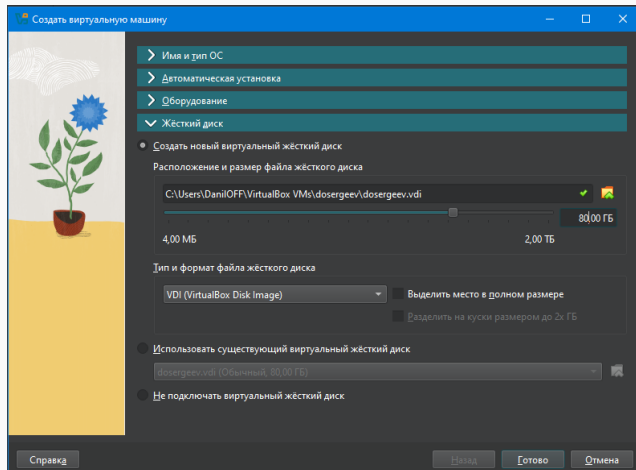 Создать виртуальную машину
Имя и тип ОС
Автоматическая установка
Оборудование
Жёсткий диск
Создать новый виртуальный жёсткий диск
Расположение и размер файла жёсткого диска
C:\Users\DanilOFF\VirtualBox VMs\dosergeev\dosergeev.vdi
80,00 ГБ
4,00 МБ 2,00 ТБ
Тип и формат файла жёсткого диска
VDI (VirtualBox Disk Image) Выделить место в полном размере
Разделить на куски размером до 2х ГБ
Использовать существующий виртуальный жёсткий диск
dosergeev.vdi (Обычный, 80,00 ГБ)
Не подключать виртуальный жёсткий диск
Справка Назад Готово Отмена